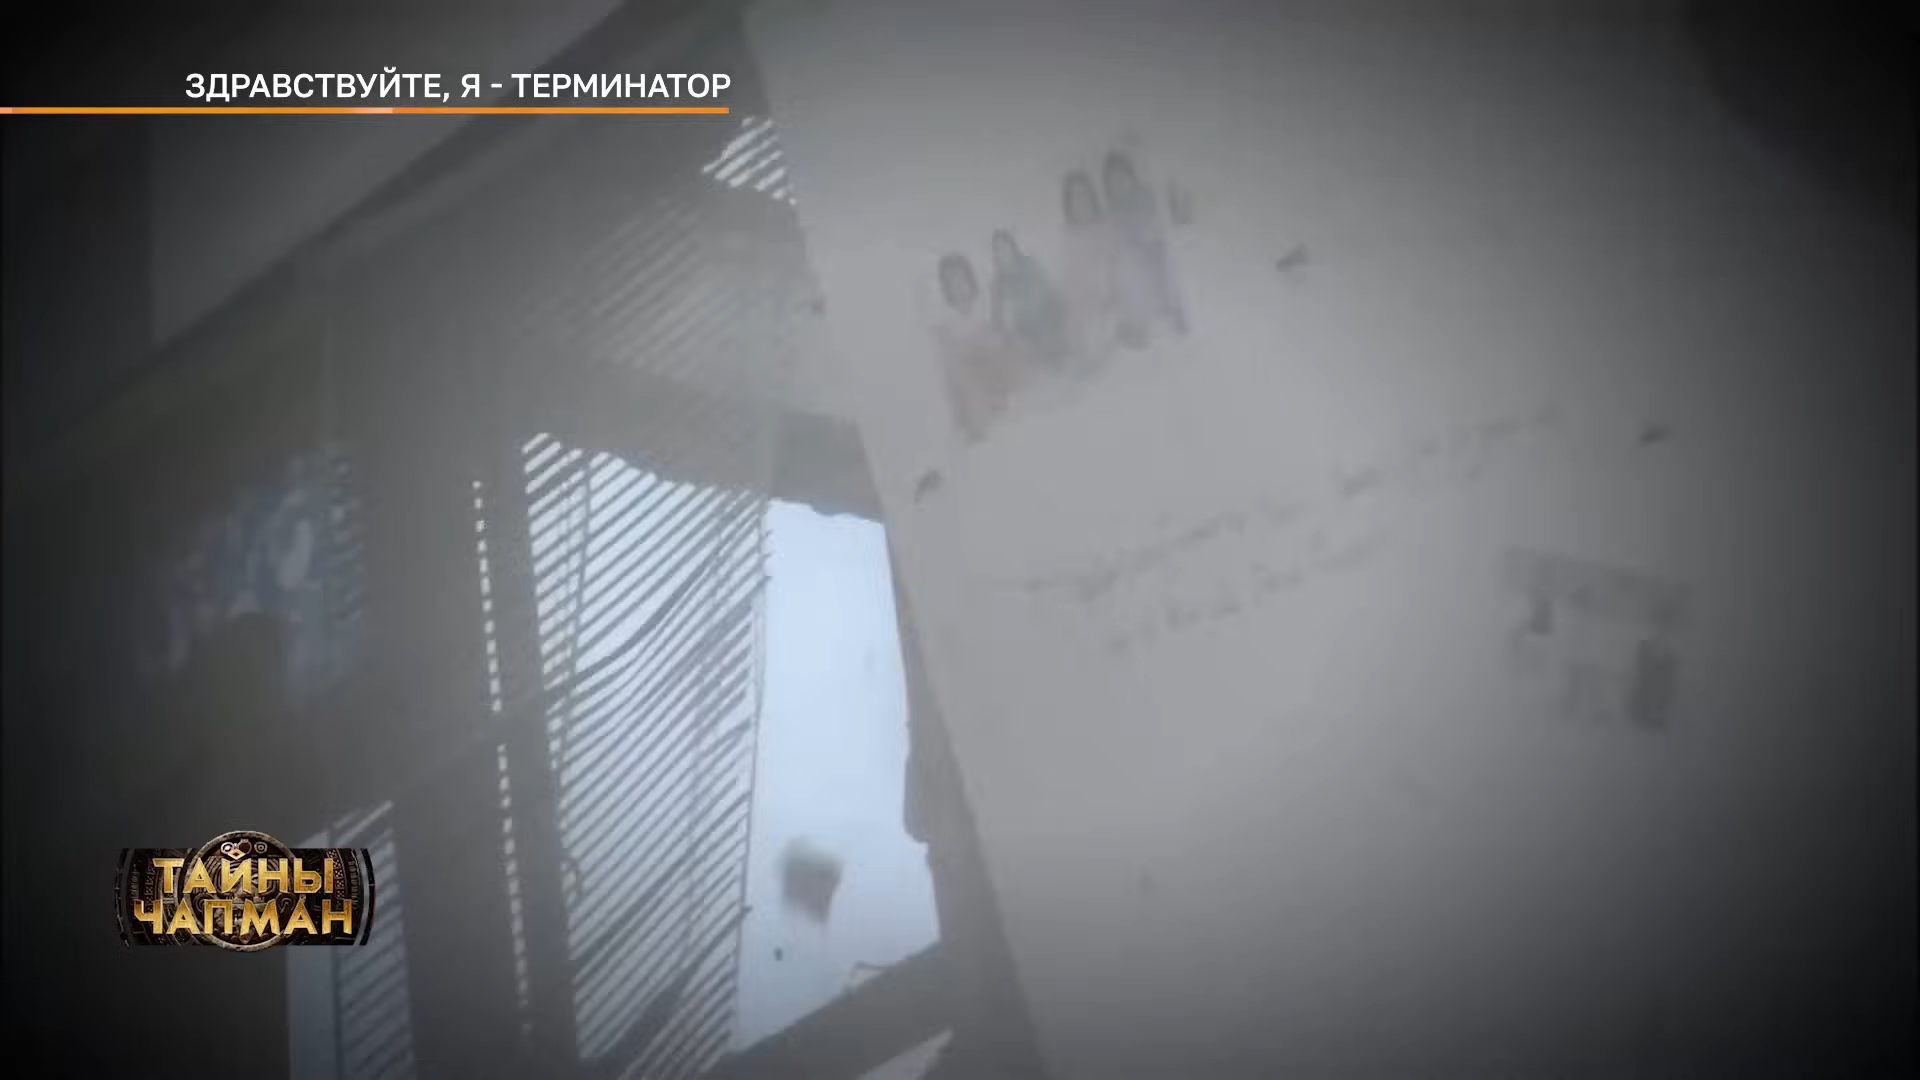 ЗДРАВСТВУЙТЕ, Я - ТЕРМИНАТОР
ТАЙНЫ
ЧАПМАН